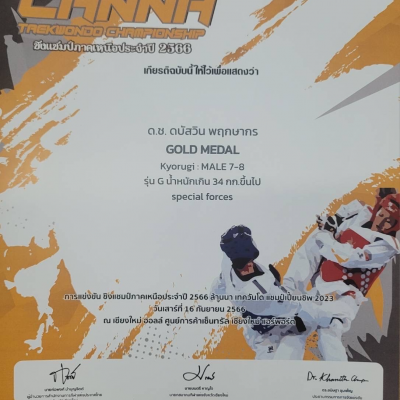 LANNA
TAEKWONDO CHAMPIONSHIP
ชิงแชมป์ภาคเหนือประจำปี 2566
เกียรติบัตรฉบับนี้ ให้ไว้เพื่อแสดงว่า
ด.ช. ดบัสวิน พฤกษากร
GOLD MEDAL
Kyorugi : MALE 7-8
รุ่น G น้ำหนักเกิน 34 กก.ขึ้นไป
special forces
การแข่งขัน ชิงแชมป์ภาคเหนือประจำปี 2566 ล้านนา เทควันโด แชมป์เปี้ยนชิพ 2023
วันเสาร์ที่ 16 กันยายน 2566
ณ เชียงใหม่ ฮอลล์ ศูนย์การค้าเซ็นทรัล เชียงใหม่ แอร์พอร์ต